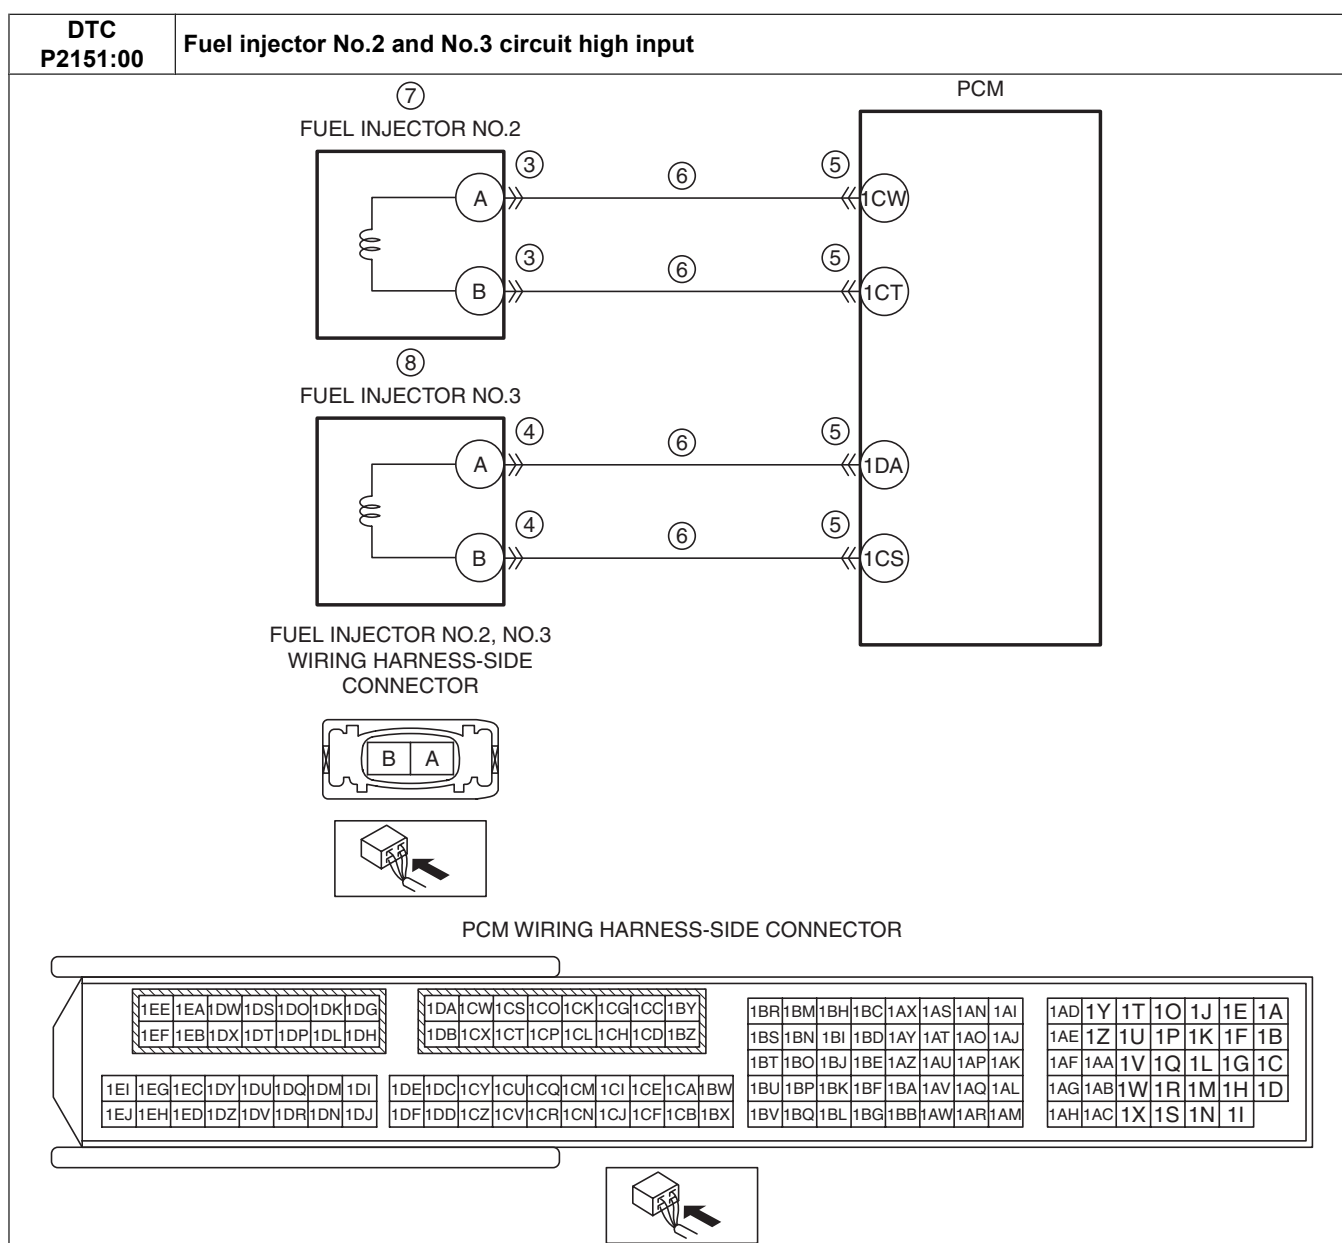 DTC
P2151:00
Fuel injector No.2 and No.3 circuit high input
PCM
7
FUEL INJECTOR NO.2
3
6
5
A
1CW
3
6
5
B
1CT
8
FUEL INJECTOR NO.3
4
6
5
A
1DA
4
6
5
B
1CS
FUEL INJECTOR NO.2, NO.3
WIRING HARNESS-SIDE
CONNECTOR
B A
PCM WIRING HARNESS-SIDE CONNECTOR
1EE 1EA 1DW 1DS 1DO 1DK 1DG
1EF 1EB 1DX 1DT 1DP 1DL 1DH
1EI 1EG 1EC 1DY 1DU 1DQ 1DM 1DI
1EJ 1EH 1ED 1DZ 1DV 1DR 1DN 1DJ
1DA 1CW 1CS 1CO 1CK 1CG 1CC 1BY
1DB 1CX 1CT 1CP 1CL 1CH 1CD 1BZ
1DE 1DC 1CY 1CU 1CQ 1CM 1CI 1CE 1CA 1BW
1DF 1DD 1CZ 1CV 1CR 1CN 1CJ 1CF 1CB 1BX
1BR 1BM 1BH 1BC 1AX 1AS 1AN 1AI
1BS 1BN 1BI 1BD 1AY 1AT 1AO 1AJ
1BT 1BO 1BJ 1BE 1AZ 1AU 1AP 1AK
1BU 1BP 1BK 1BF 1BA 1AV 1AQ 1AL
1BV 1BQ 1BL 1BG 1BB 1AW 1AR 1AM
1AD 1Y 1T 1O 1J 1E 1A
1AE 1Z 1U 1P 1K 1F 1B
1AF 1AA 1V 1Q 1L 1G 1C
1AG 1AB 1W 1R 1M 1H 1D
1AH 1AC 1X 1S 1N 1I